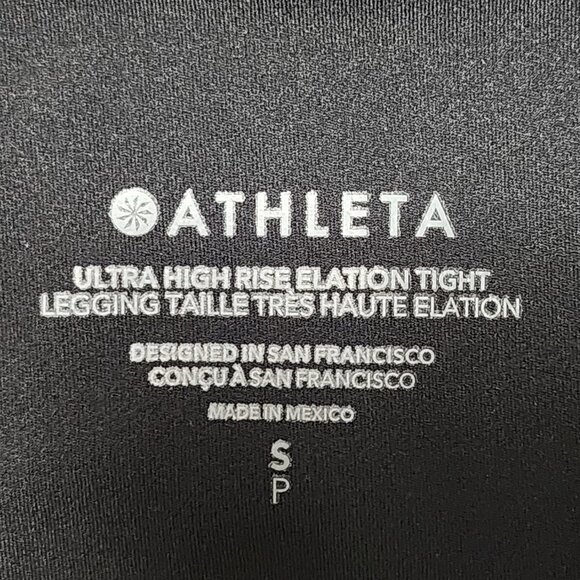 ATHLETA
ULTRA HIGH RISE ELATION TIGHT
LEGGING TAILLE TRÈS HAUTE ELATION
DESIGNED IN SAN FRANCISCO
CONÇU À SAN FRANCISCO
MADE IN MEXICO
S
P